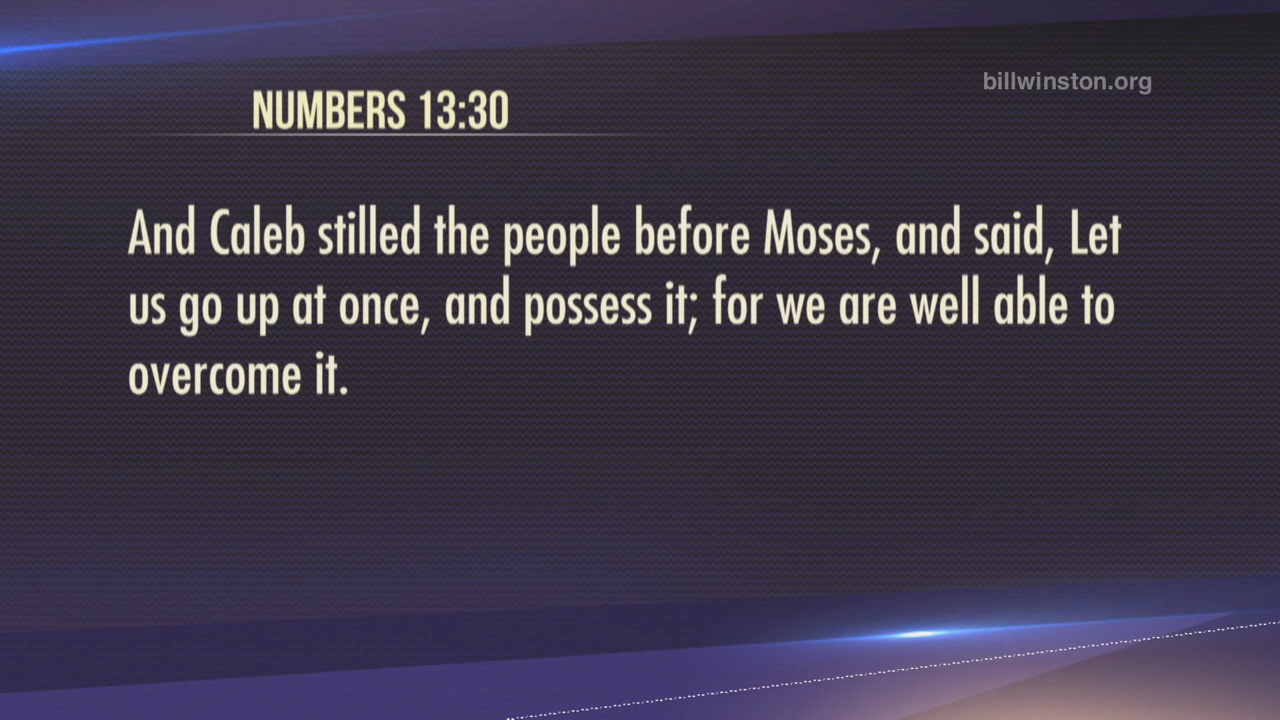 billwinston.org
NUMBERS 13:30
And Caleb stilled the people before Moses, and said, Let
us go up at once, and possess it; for we are well able to
overcome it.